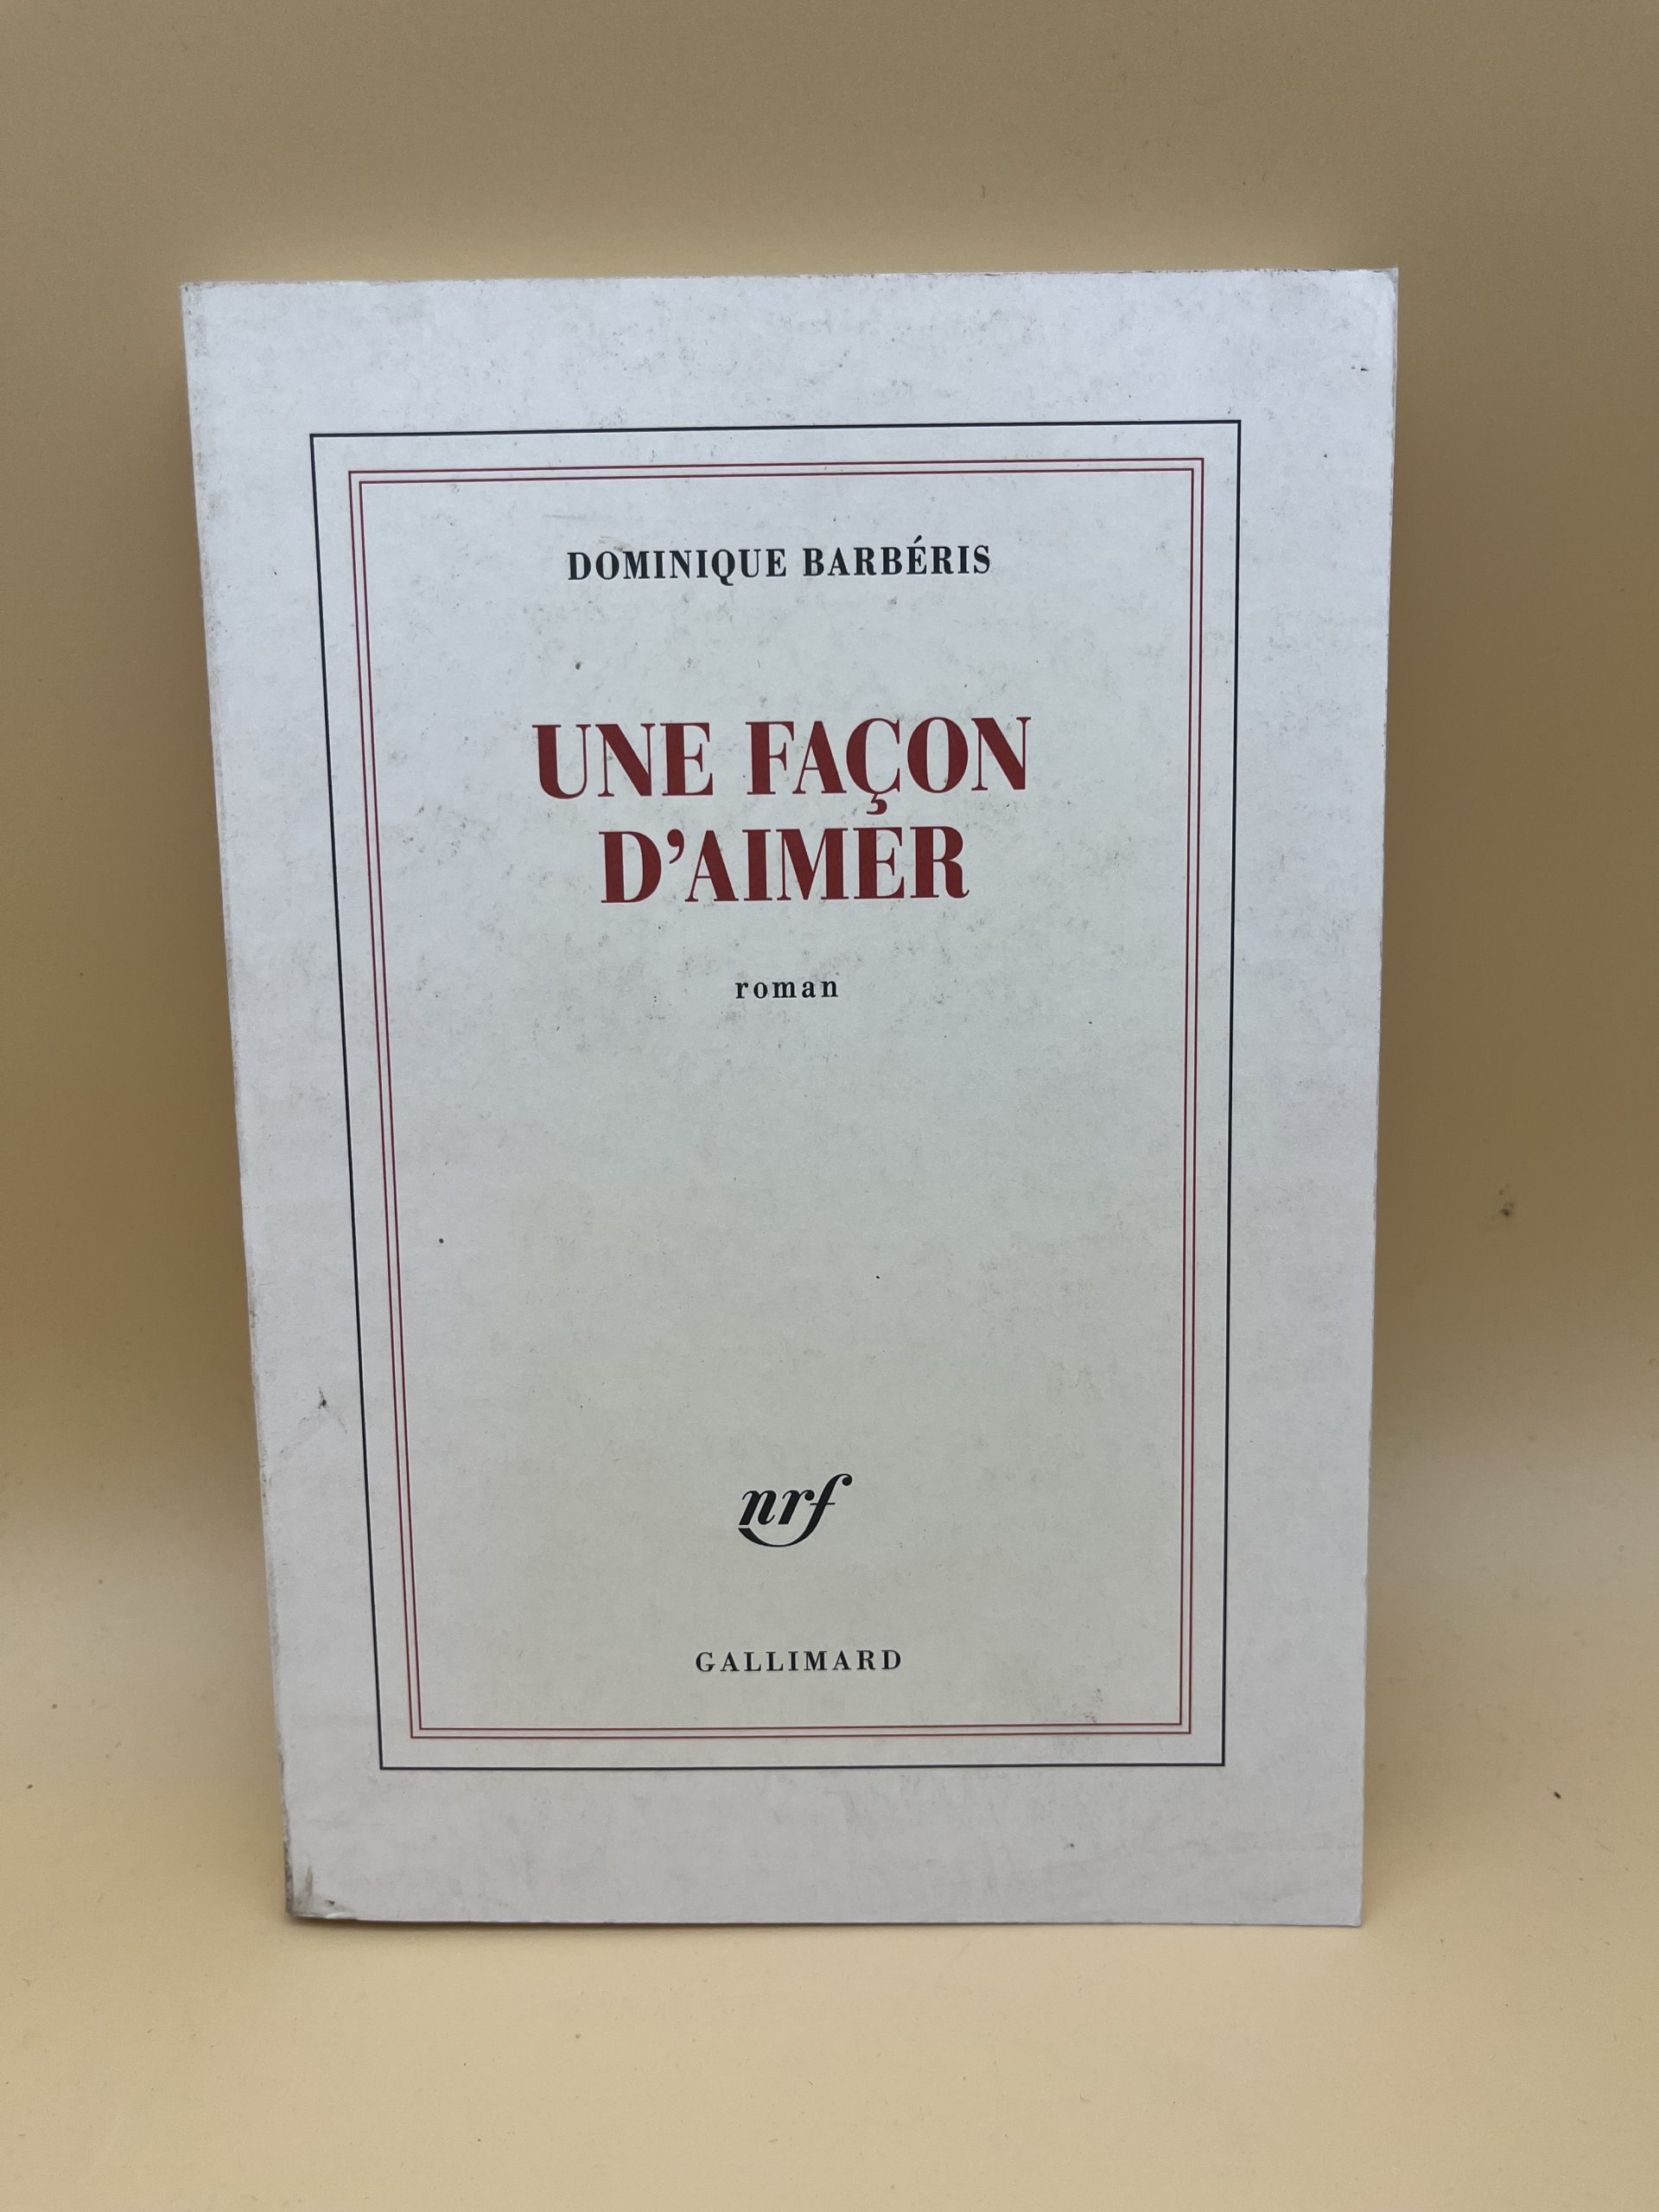 DOMINIQUE BARBÉRIS
UNE FAÇON
D’AIMER
roman
nrf
GALLIMARD